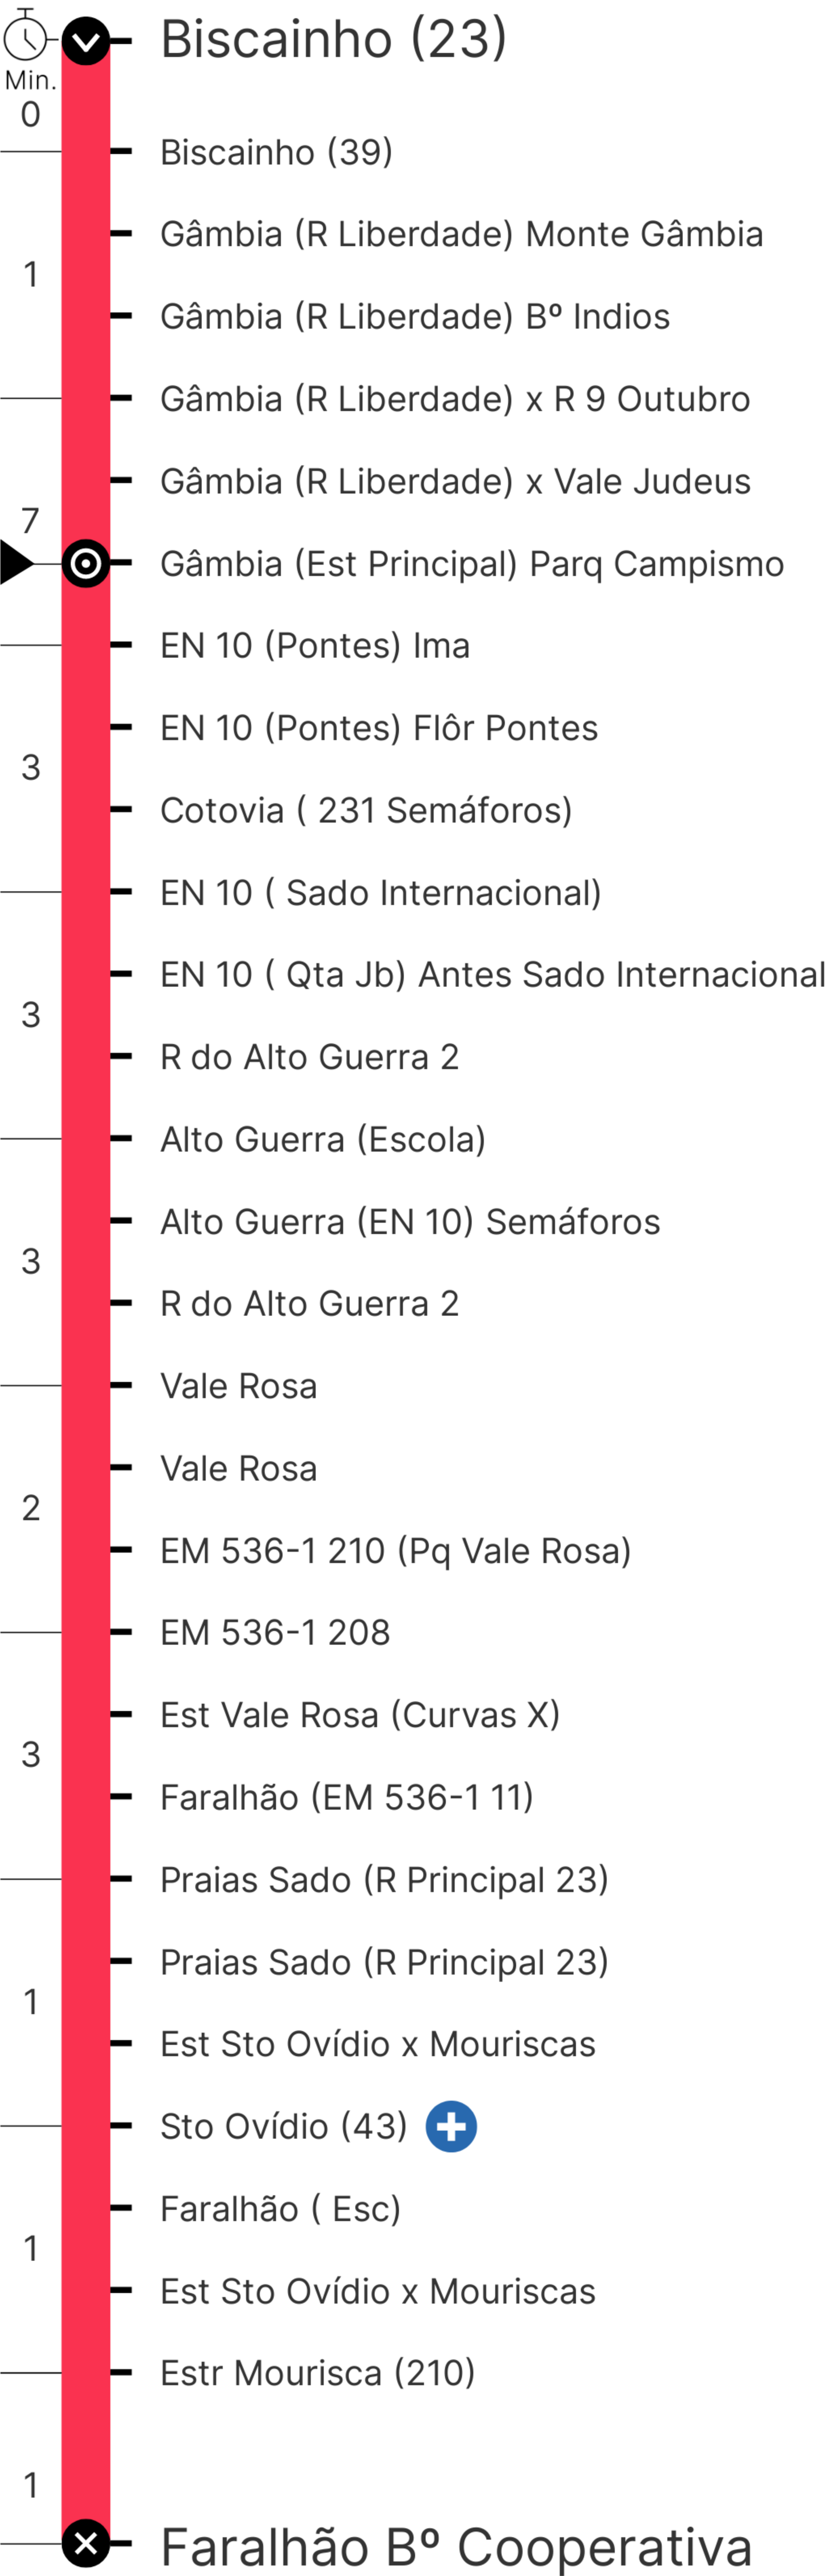 Biscainho (23)
Min.
0
Biscainho (39)
Gâmbia (R Liberdade) Monte Gâmbia
1
Gâmbia (R Liberdade) Bº Indios
Gâmbia (R Liberdade) x R 9 Outubro
Gâmbia (R Liberdade) x Vale Judeus
7
Gâmbia (Est Principal) Parq Campismo
EN 10 (Pontes) Ima
EN 10 (Pontes) Flôr Pontes
3
Cotovia ( 231 Semáforos)
EN 10 ( Sado Internacional)
EN 10 ( Qta Jb) Antes Sado Internacional
3
R do Alto Guerra 2
Alto Guerra (Escola)
Alto Guerra (EN 10) Semáforos
3
R do Alto Guerra 2
Vale Rosa
Vale Rosa
2
EM 536-1 210 (Pq Vale Rosa)
EM 536-1 208
Est Vale Rosa (Curvas X)
3
Faralhão (EM 536-1 11)
Praias Sado (R Principal 23)
Praias Sado (R Principal 23)
1
Est Sto Ovídio x Mouriscas
Sto Ovídio (43)
Faralhão ( Esc)
1
Est Sto Ovídio x Mouriscas
Estr Mourisca (210)
1
Faralhão Bº Cooperativa